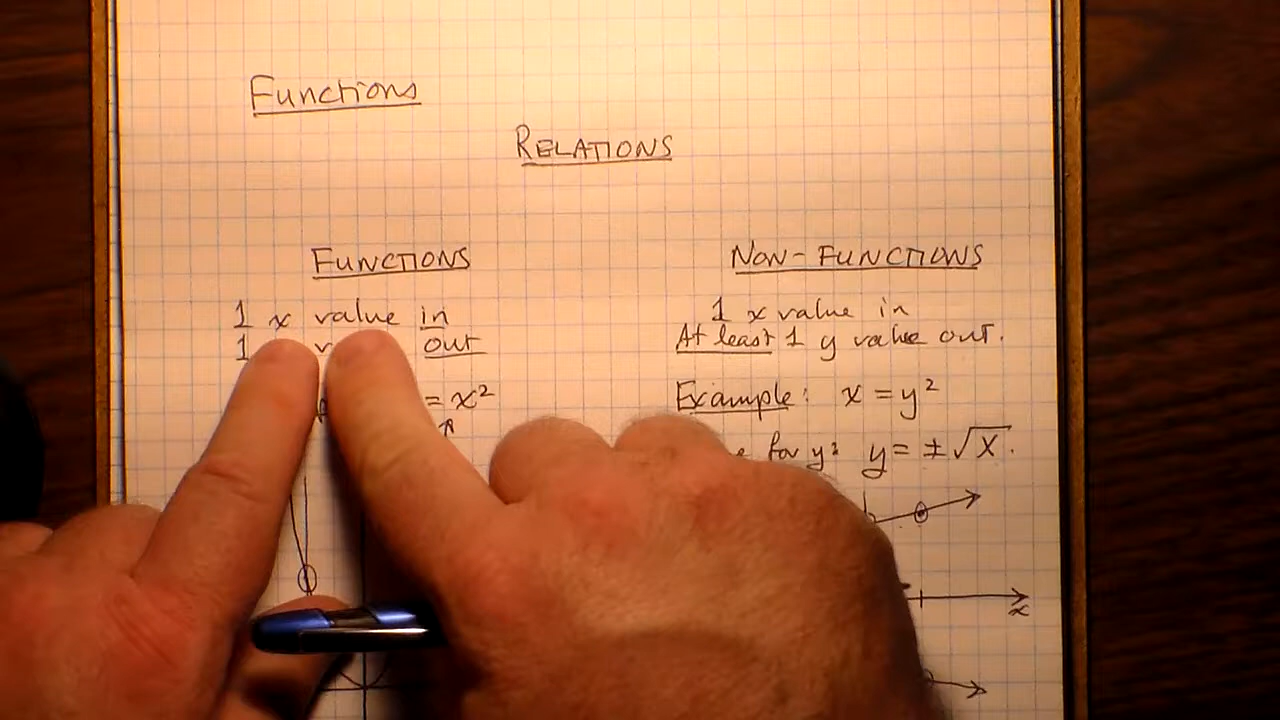 Functions
RELATIONS
FUNCTIONS
1 x value in
1 out
= x²
NON-FUNCTIONS
1 x value in
At least 1 y value out.
Example: x = y²
for y: y = ±√x.
x